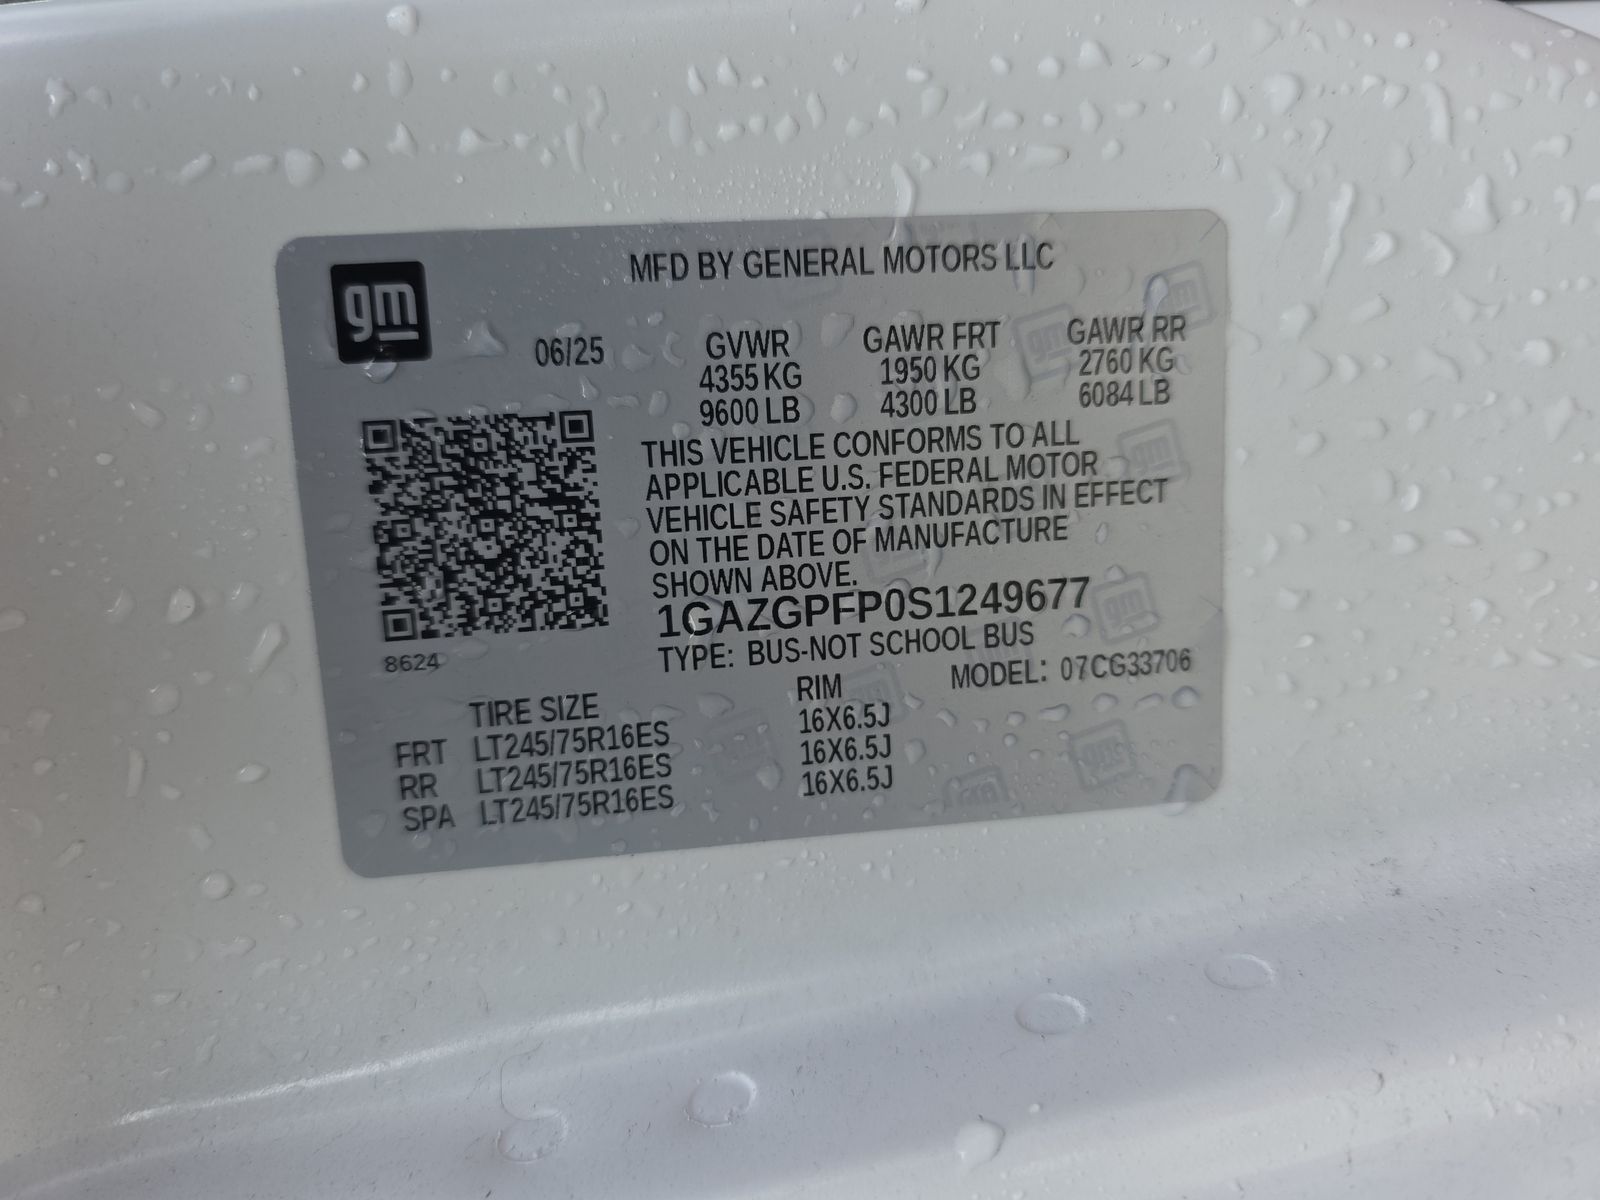 gm
MFD BY GENERAL MOTORS LLC
06/25 GVWR GAWR FRT GAWR RR
4355 KG 1950 KG 2760 KG
9600 LB 4300 LB 6084 LB
THIS VEHICLE CONFORMS TO ALL
APPLICABLE U.S. FEDERAL MOTOR
VEHICLE SAFETY STANDARDS IN EFFECT
ON THE DATE OF MANUFACTURE
SHOWN ABOVE.
1GAZGPFP0S1249677
8624 TYPE: BUS-NOT SCHOOL BUS
MODEL: 07CG33706
TIRE SIZE RIM
FRT LT245/75R16ES 16X6.5J
RR LT245/75R16ES 16X6.5J
SPA LT245/75R16ES 16X6.5J